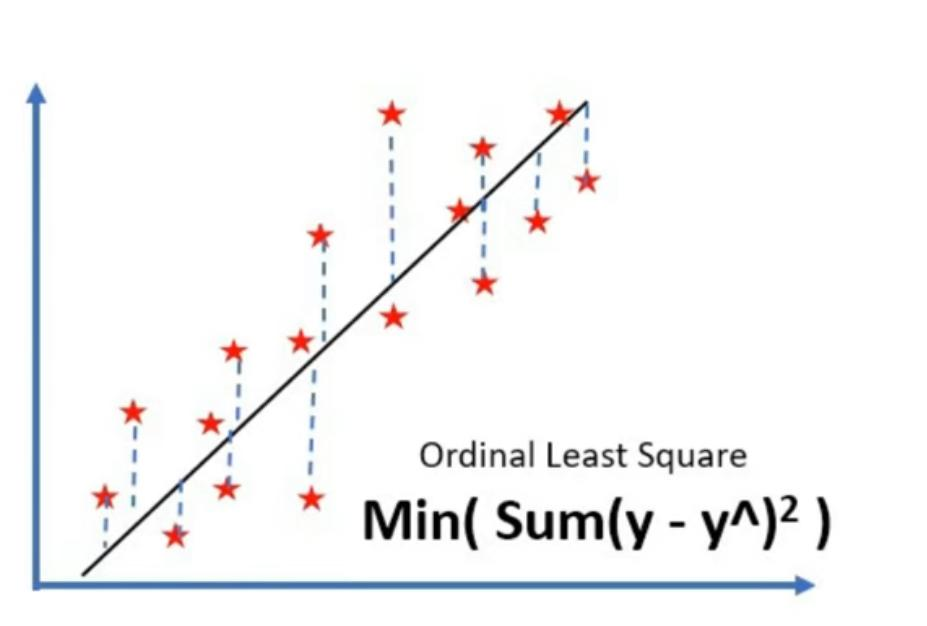 Ordinal Least Square
Min( Sum(y - y^)² )